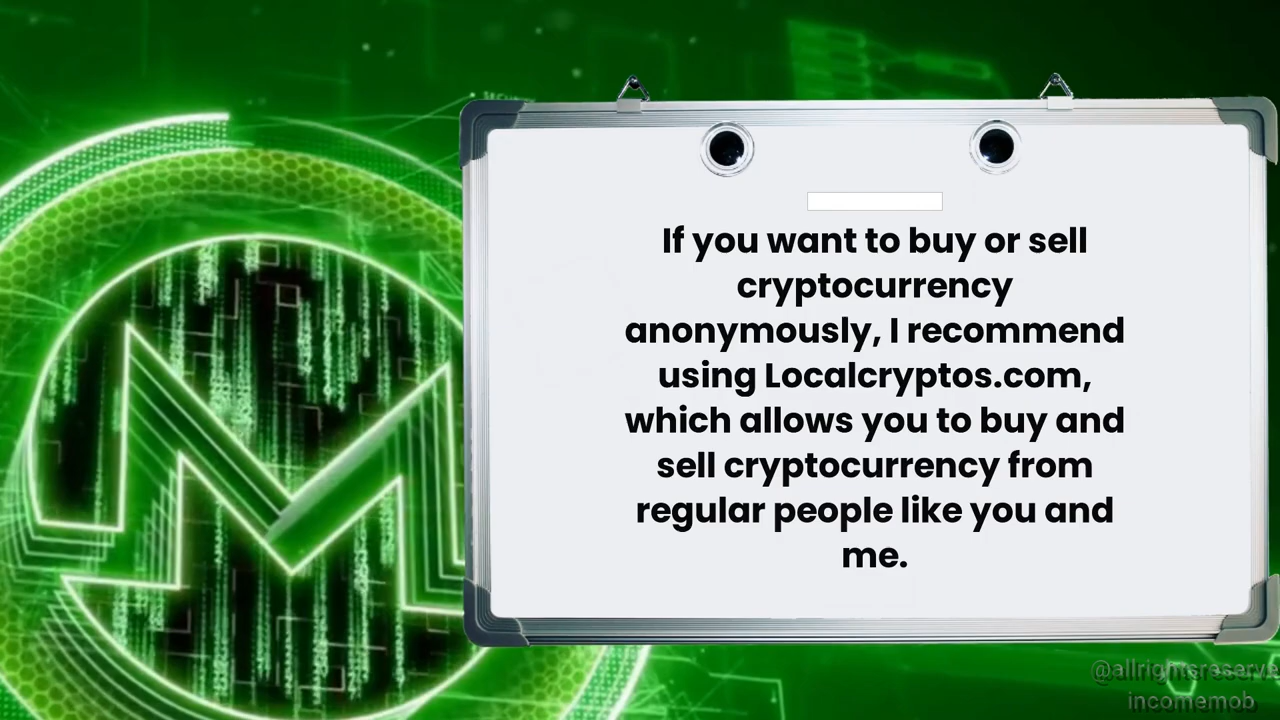 If you want to buy or sell
cryptocurrency
anonymously, I recommend
using Localcryptos.com,
which allows you to buy and
sell cryptocurrency from
regular people like you and
me.
@allrightsreserve
incomemob